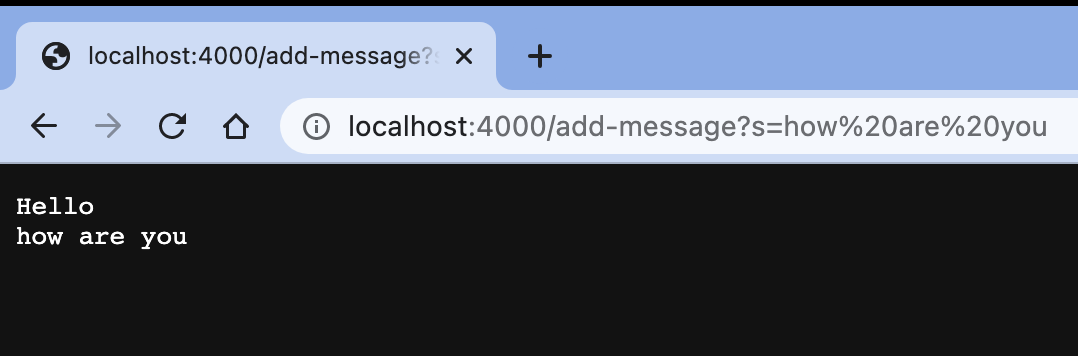 localhost:4000/add-message?
localhost:4000/add-message?s=how%20are%20you
Hello
how are you